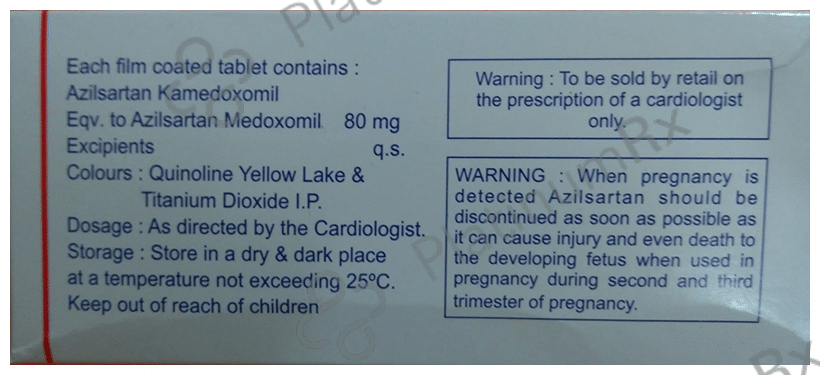 Each film coated tablet contains :
Azilsartan Kamedoxomil
Eqv. to Azilsartan Medoxomil 80 mg
Excipients q.s.
Colours : Quinoline Yellow Lake &
Titanium Dioxide I.P.
Dosage : As directed by the Cardiologist.
Storage : Store in a dry & dark place
at a temperature not exceeding 25°C.
Keep out of reach of children
Warning : To be sold by retail on
the prescription of a cardiologist
only.
WARNING : When pregnancy is
detected Azilsartan should be
discontinued as soon as possible as
it can cause injury and even death to
the developing fetus when used in
pregnancy during second and third
trimester of pregnancy.
PlatinumRx